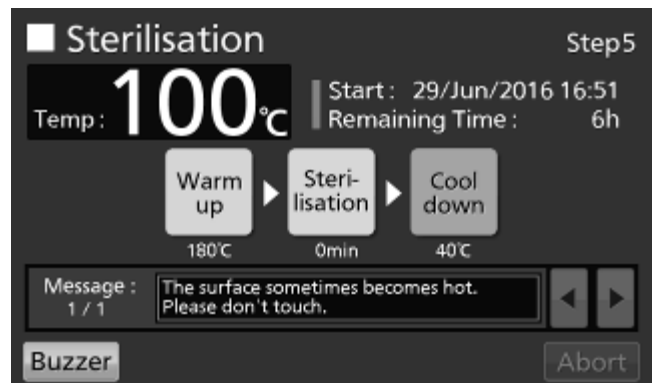 Sterilisation
Step5
Temp: 100℃
Start: 29/Jun/2016 16:51
Remaining Time: 6h
Warm up
Steri-lisation
Cool down
180℃
0min
40℃
Message: 1/1
The surface sometimes becomes hot.
Please don't touch.
Buzzer
Abort